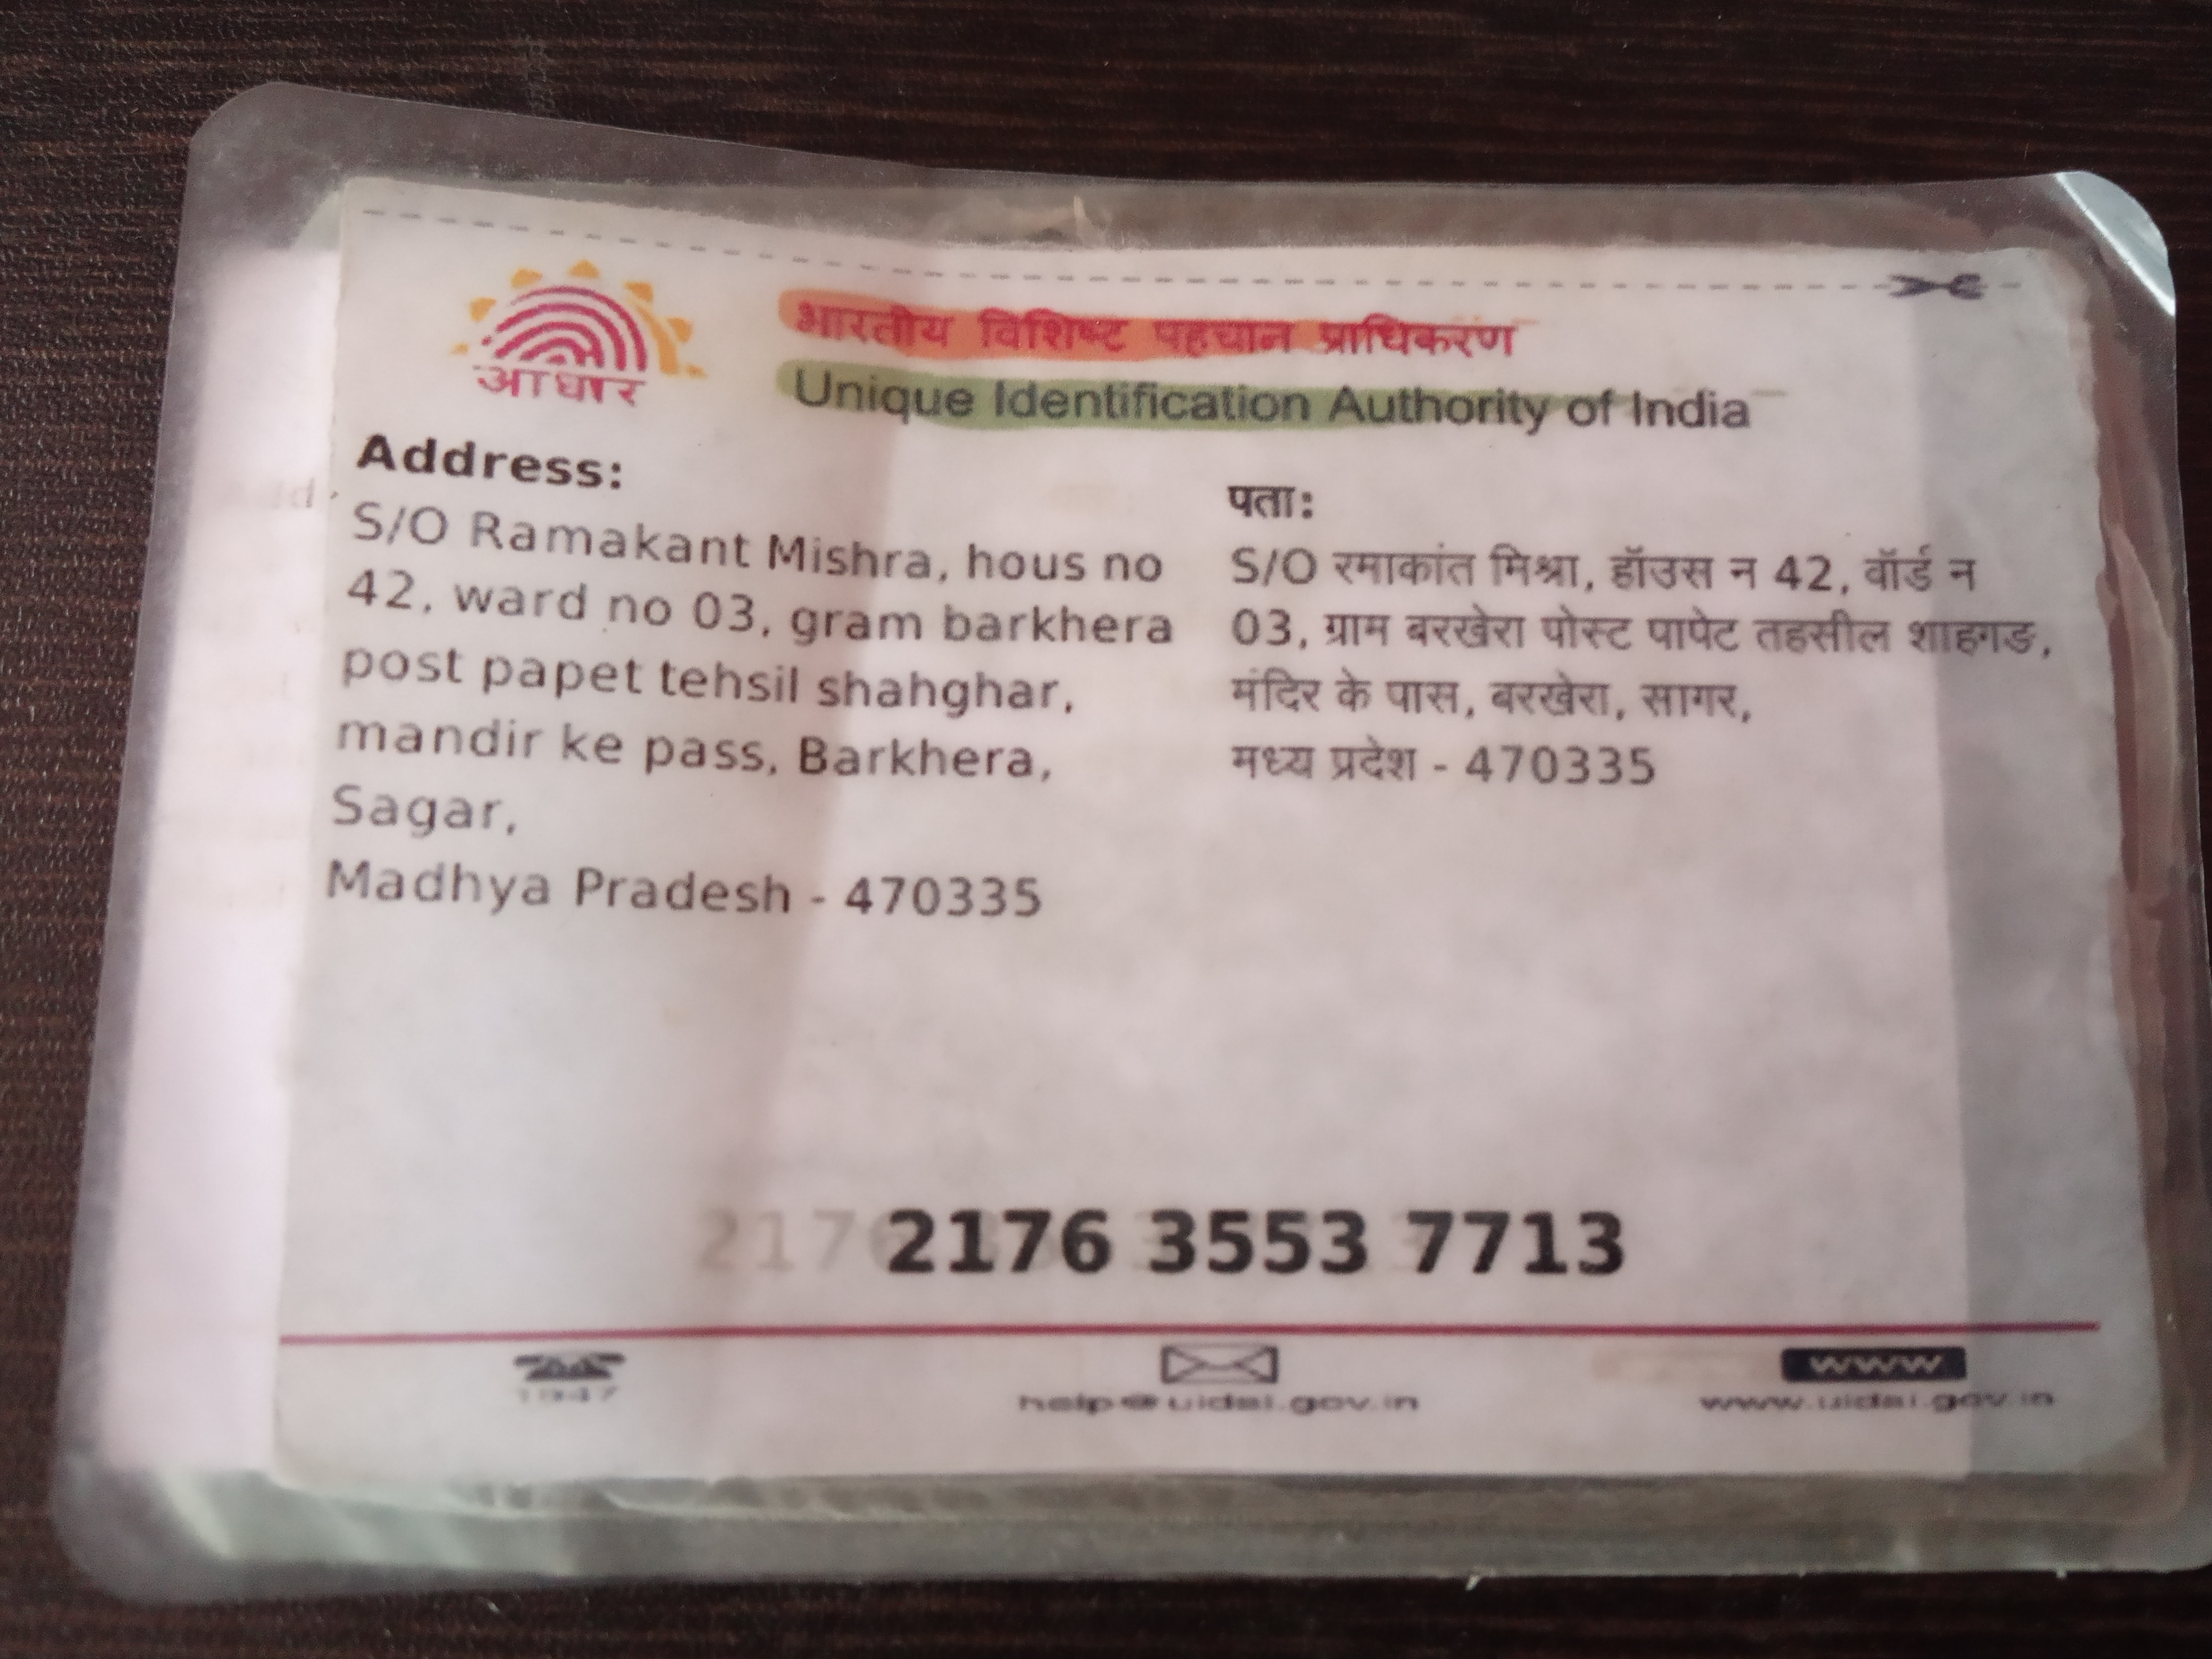 आधार
भारतीय विशिष्ट पहचान प्राधिकरण
Unique Identification Authority of India
Address:
S/O Ramakant Mishra, hous no
42, ward no 03, gram barkhera
post papet tehsil shahghar,
mandir ke pass, Barkhera,
Sagar,
Madhya Pradesh - 470335
पता:
S/O रमाकांत मिश्रा, हॉउस न 42, वॉर्ड न
03, ग्राम बरखेरा पोस्ट पापेट तहसील शाहगङ,
मंदिर के पास, बरखेरा, सागर,
मध्य प्रदेश - 470335
2176 3553 7713
1947
help@uidai.gov.in
www
www.uidai.gov.in